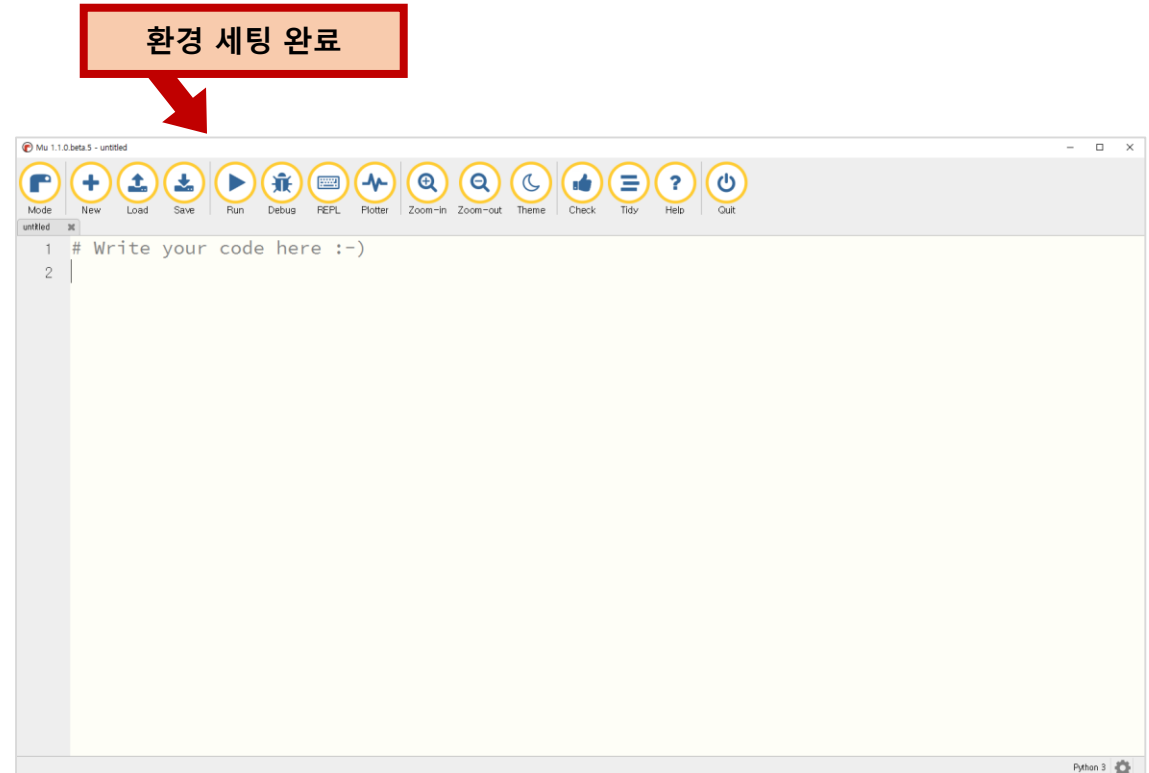 환경 세팅 완료
Mu 1.1.0.beta.5 - untitled
Mode New Load Save Run Debug REPL Plotter Zoom-in Zoom-out Theme Check Tidy Help Quit
untitled
1 # Write your code here :-)
2
Python 3